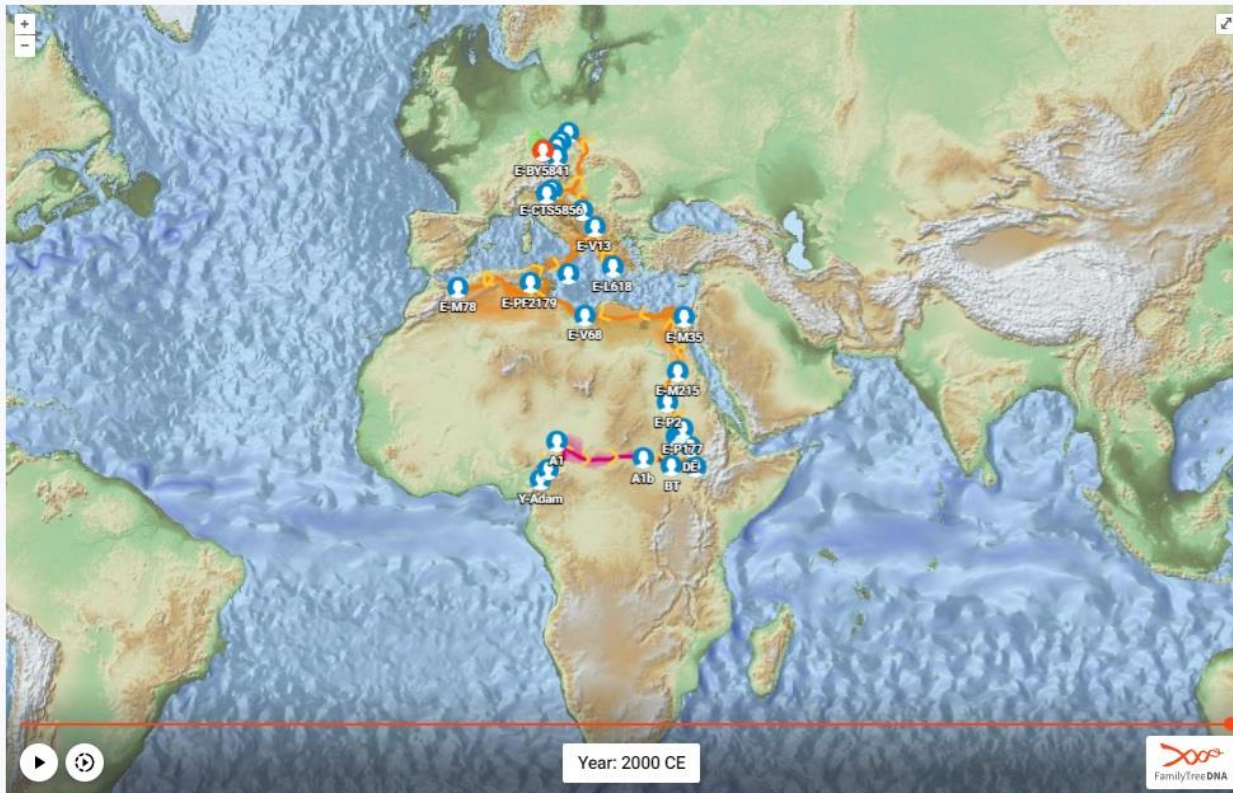 +
−
E-BY5841
E-CTS5856
E-V13
E-L618
E-M78
E-PF2179
E-V68
E-M35
E-M215
E-P2
E-P177
A1
A1b
DE
BT
Y-Adam
Year: 2000 CE
FamilyTreeDNA